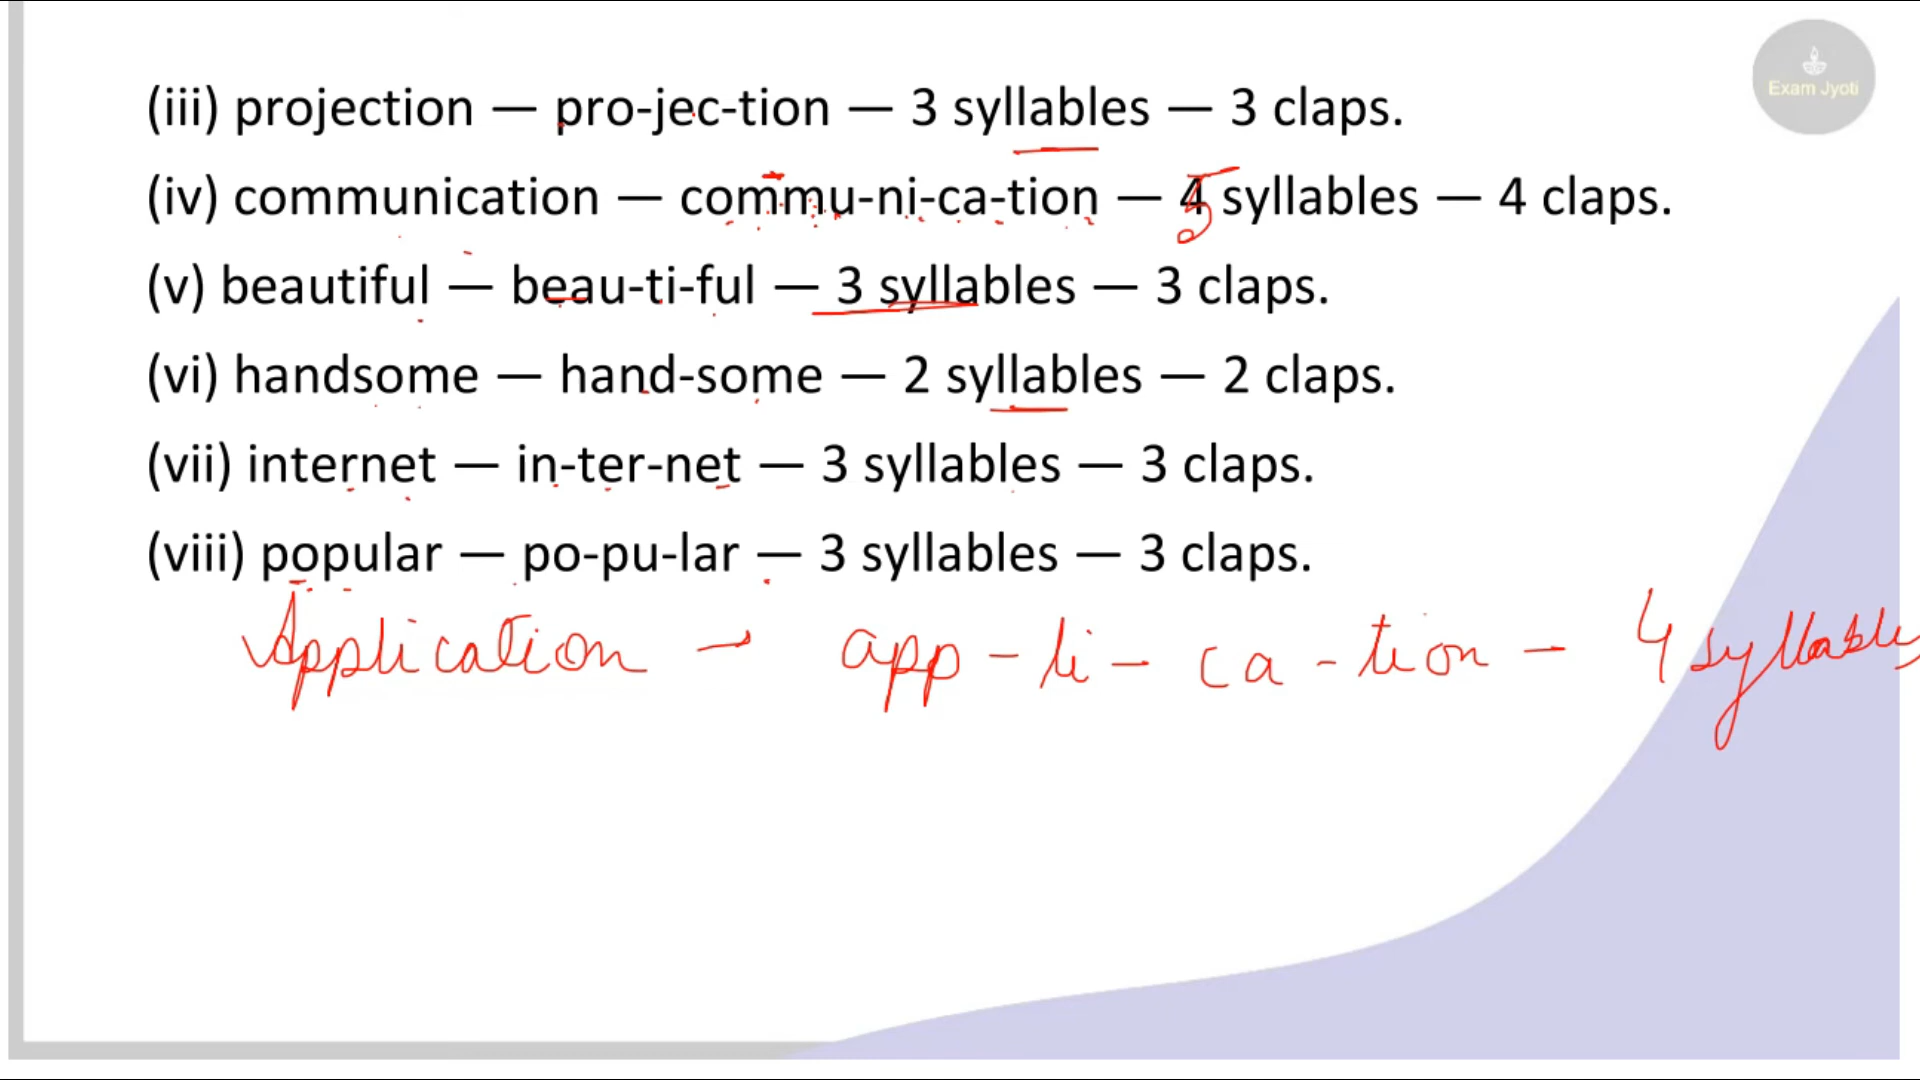 Exam Jyoti
(iii) projection — pro-jec-tion — 3 syllables — 3 claps.
(iv) communication — commu-ni-ca-tion — 4 5 syllables — 4 claps.
(v) beautiful — beau-ti-ful — 3 syllables — 3 claps.
(vi) handsome — hand-some — 2 syllables — 2 claps.
(vii) internet — in-ter-net — 3 syllables — 3 claps.
(viii) popular — po-pu-lar — 3 syllables — 3 claps.
Application - app - li - ca - tion - 4 syllables